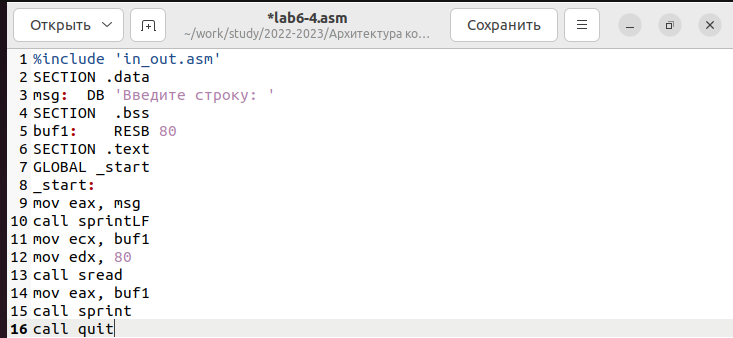 Открыть
*lab6-4.asm
~/work/study/2022-2023/Архитектура ко…
Сохранить
1 %include 'in_out.asm'
2 SECTION .data
3 msg:  DB 'Введите строку: '
4 SECTION  .bss
5 buf1:    RESB 80
6 SECTION .text
7 GLOBAL _start
8 _start:
9 mov eax, msg
10 call sprintLF
11 mov ecx, buf1
12 mov edx, 80
13 call sread
14 mov eax, buf1
15 call sprint
16 call quit